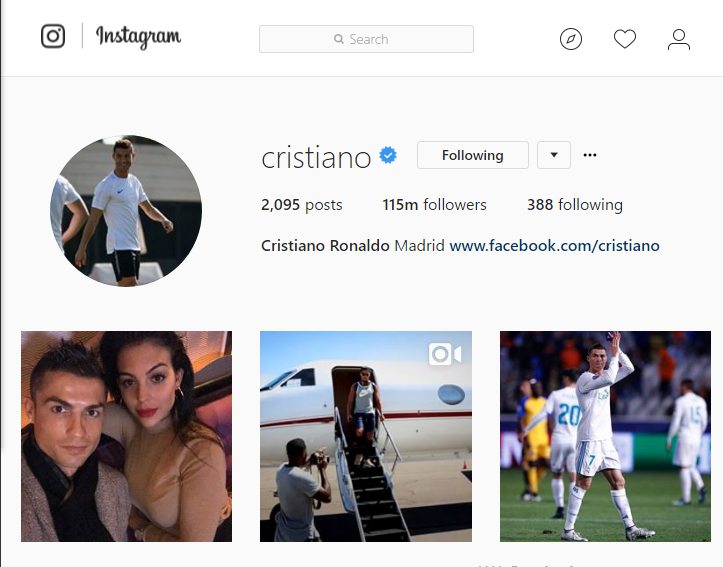 Instagram
Search
cristiano Following
2,095 posts 115m followers 388 following
Cristiano Ronaldo Madrid www.facebook.com/cristiano
20
15
7